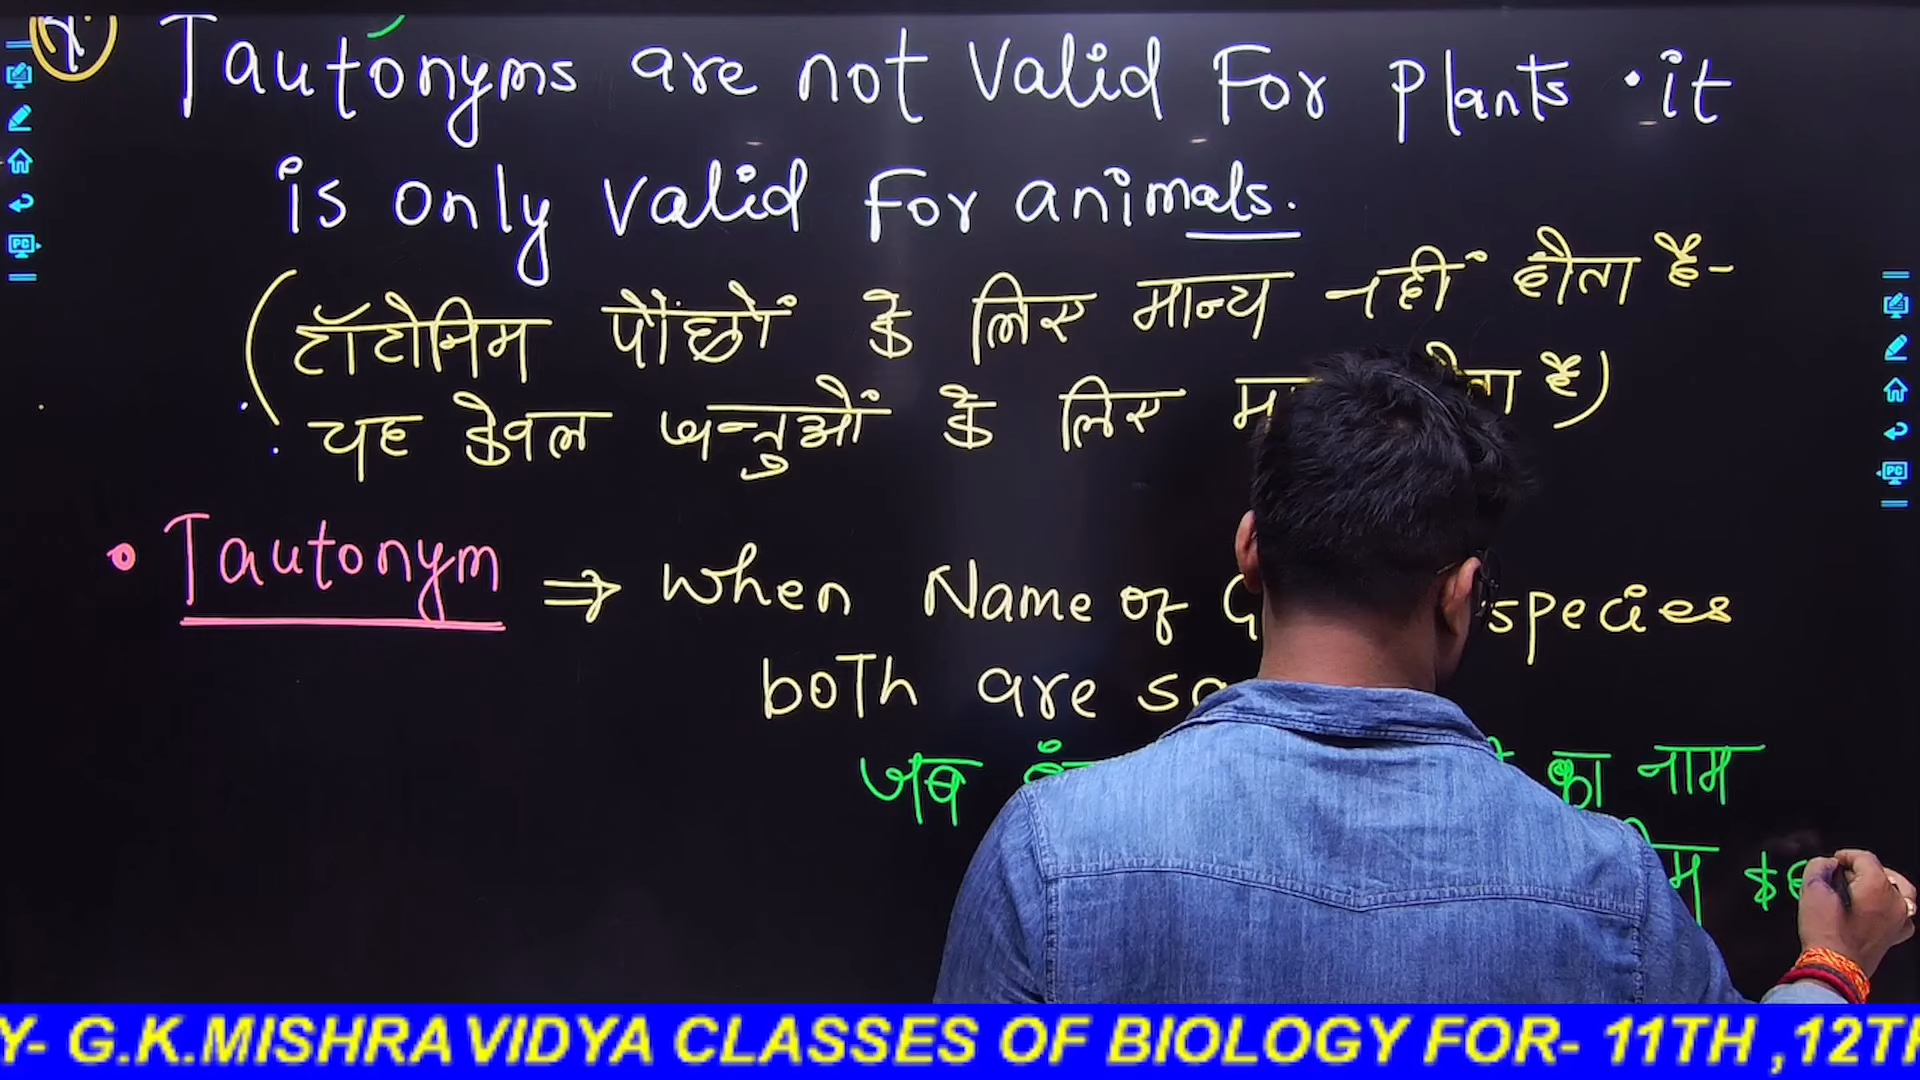 Tautonyms are not valid For plants . it
is only valid For animals.
(टॉटोनिम पौंछों के लिए मान्य नहीं होता है-
यह केवल जन्तुओं के लिए है)
• Tautonym ⇒ When Name of species
both are
जब का नाम
Y- G.K.MISHRA VIDYA CLASSES OF BIOLOGY FOR- 11TH ,12TH